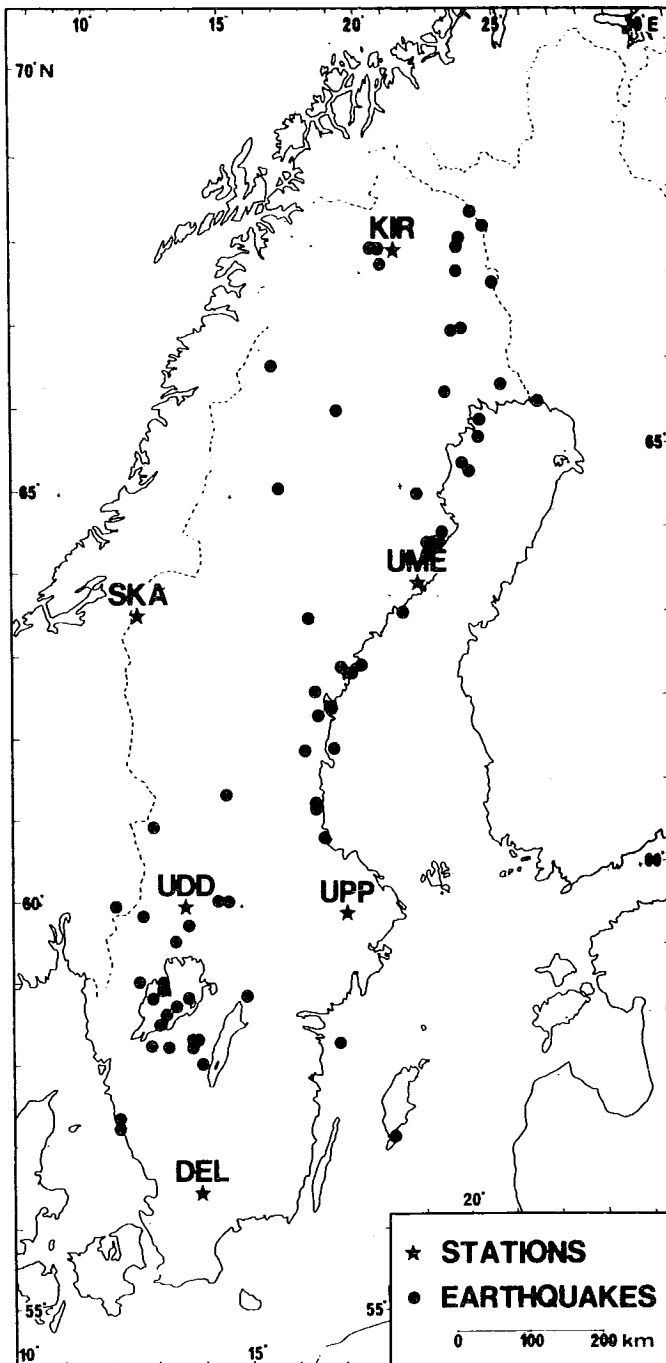 10° 15° 20° 25° 30° E
70° N
KIR
65°
65°
UME
SKA
60°
UDD UPP
60°
DEL
20°
★ STATIONS
● EARTHQUAKES
0 100 200 km
55° 55°
10° 15°